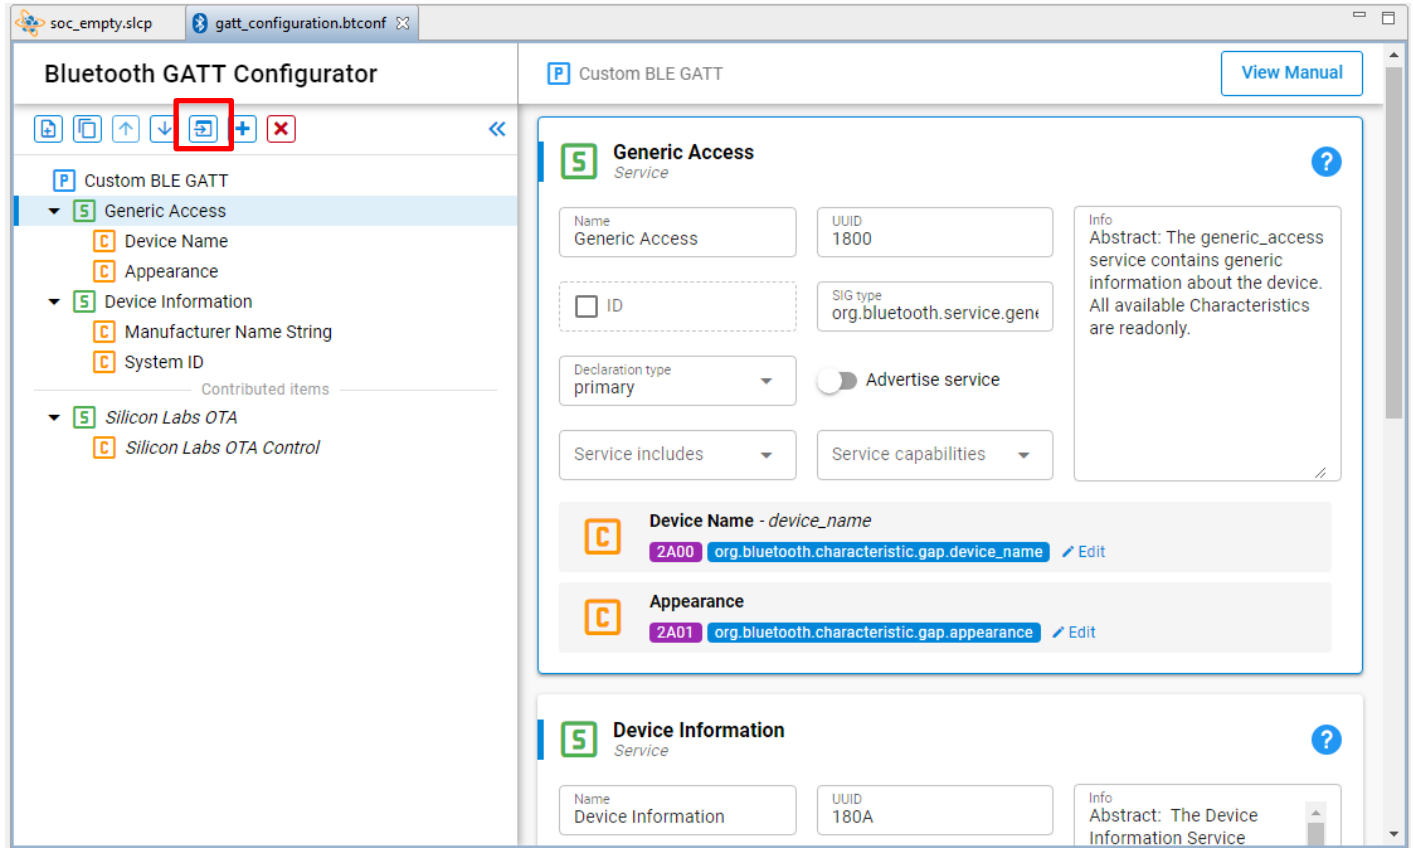 soc_empty.slcp
gatt_configuration.btconf
Bluetooth GATT Configurator
P Custom BLE GATT
S Generic Access
C Device Name
C Appearance
S Device Information
C Manufacturer Name String
C System ID
Contributed items
S Silicon Labs OTA
C Silicon Labs OTA Control
P Custom BLE GATT
View Manual
S Generic Access
Service
?
Name
Generic Access
UUID
1800
Info
Abstract: The generic_access
service contains generic
information about the device.
All available Characteristics
are readonly.
ID
SIG type
org.bluetooth.service.gene
Declaration type
primary
Advertise service
Service includes
Service capabilities
C Device Name - device_name
2A00 org.bluetooth.characteristic.gap.device_name Edit
C Appearance
2A01 org.bluetooth.characteristic.gap.appearance Edit
S Device Information
Service
?
Name
Device Information
UUID
180A
Info
Abstract: The Device
Information Service